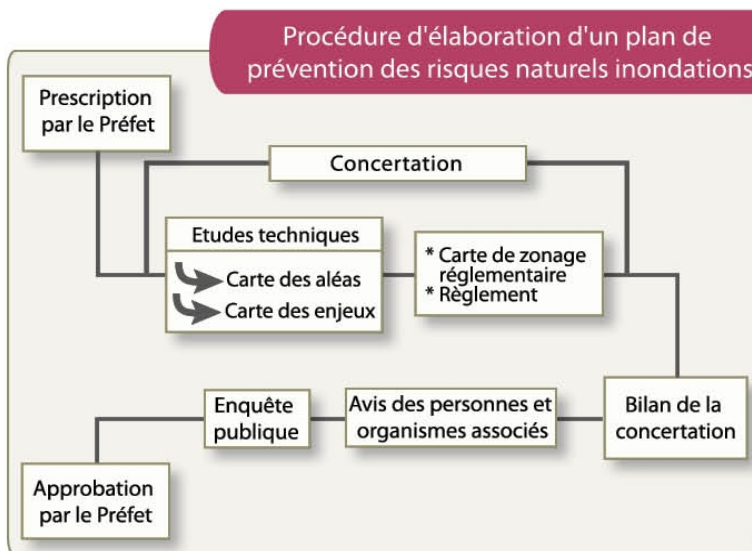 Procédure d'élaboration d'un plan de
prévention des risques naturels inondations
Prescription
par le Préfet
Concertation
Etudes techniques
Carte des aléas
Carte des enjeux
* Carte de zonage
réglementaire
* Règlement
Bilan de la
concertation
Avis des personnes et
organismes associés
Enquête
publique
Approbation
par le Préfet